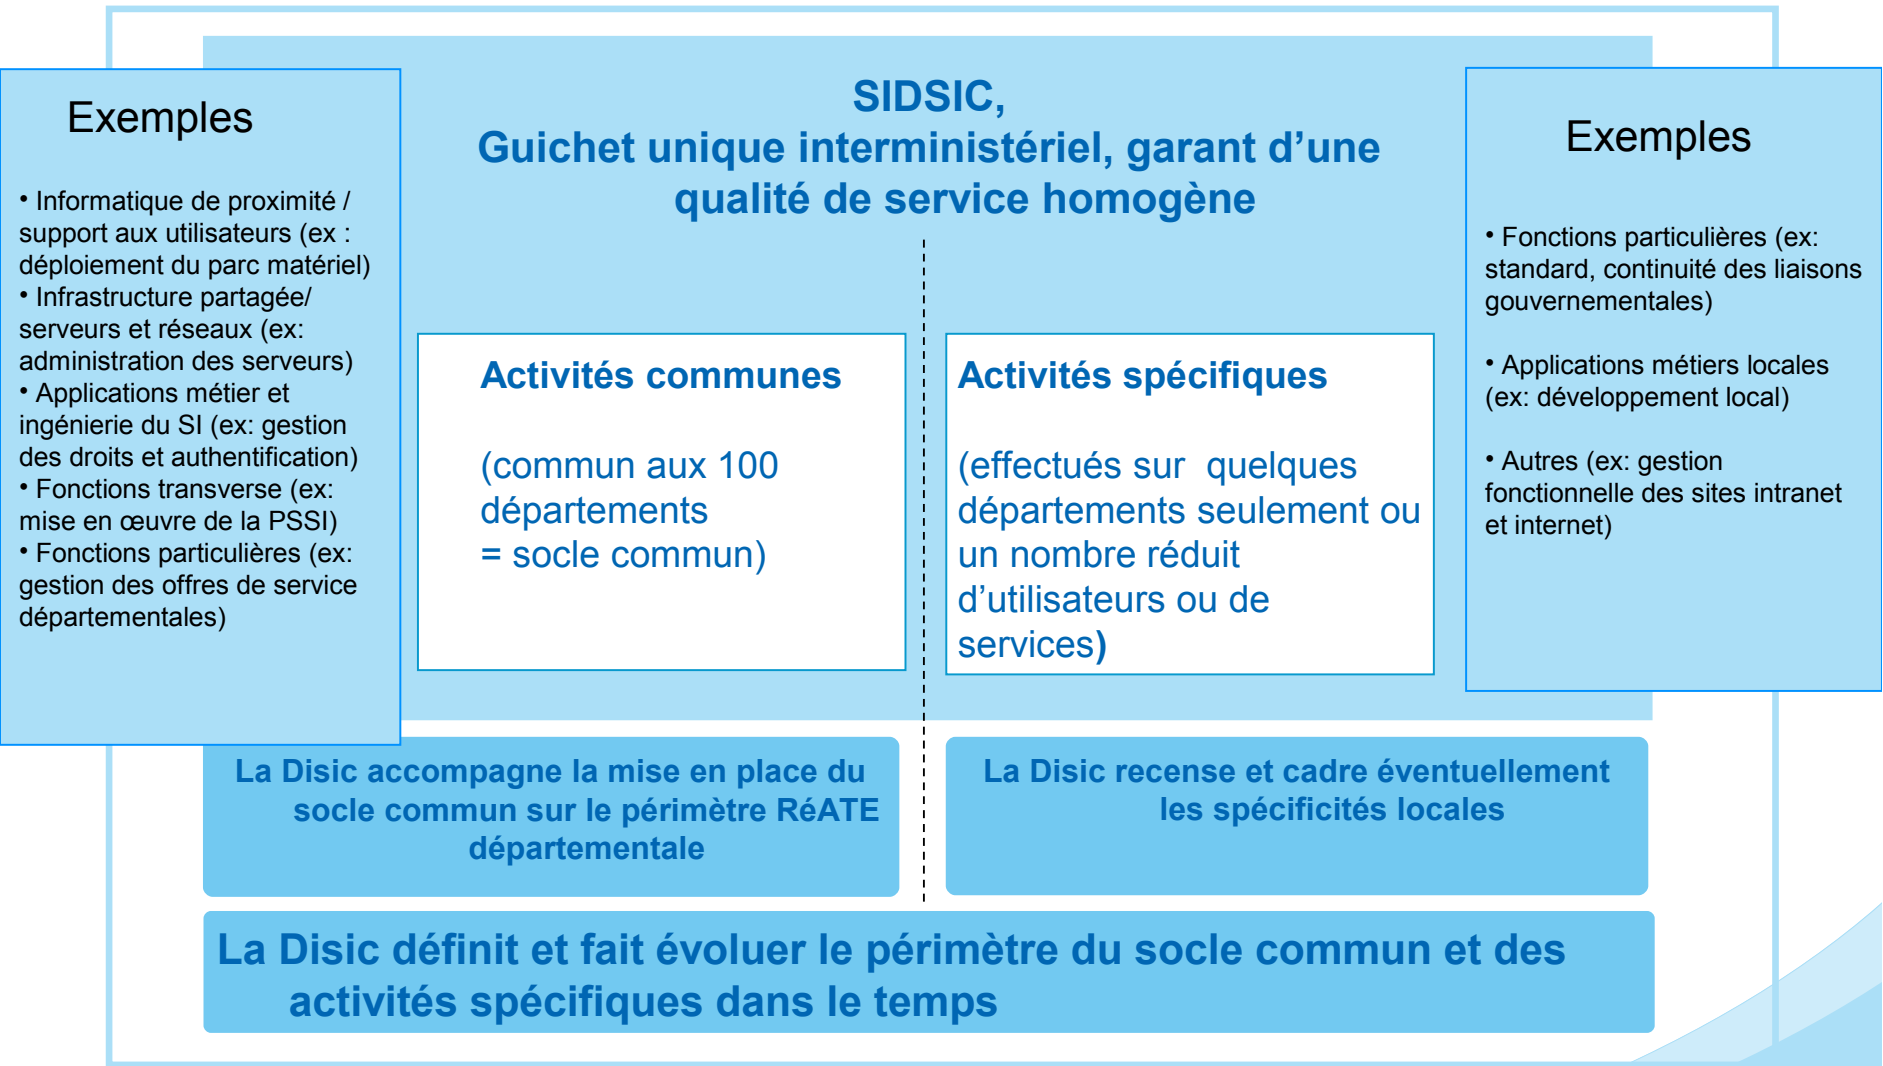 SIDSIC,
Guichet unique interministériel, garant d’une
qualité de service homogène
Exemples
• Informatique de proximité /
support aux utilisateurs (ex :
déploiement du parc matériel)
• Infrastructure partagée/
serveurs et réseaux (ex:
administration des serveurs)
• Applications métier et
ingénierie du SI (ex: gestion
des droits et authentification)
• Fonctions transverse (ex:
mise en œuvre de la PSSI)
• Fonctions particulières (ex:
gestion des offres de service
départementales)
Activités communes
(commun aux 100
départements
= socle commun)
Activités spécifiques
(effectués sur quelques
départements seulement ou
un nombre réduit
d’utilisateurs ou de
services)
Exemples
• Fonctions particulières (ex:
standard, continuité des liaisons
gouvernementales)
• Applications métiers locales
(ex: développement local)
• Autres (ex: gestion
fonctionnelle des sites intranet
et internet)
La Disic accompagne la mise en place du
socle commun sur le périmètre RéATE
départementale
La Disic recense et cadre éventuellement
les spécificités locales
La Disic définit et fait évoluer le périmètre du socle commun et des
activités spécifiques dans le temps